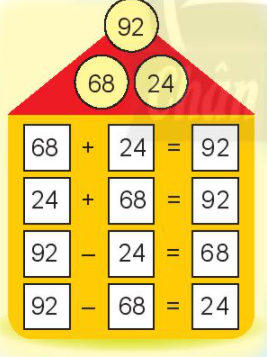 92
68 24
68 + 24 = 92
24 + 68 = 92
92 – 24 = 68
92 – 68 = 24